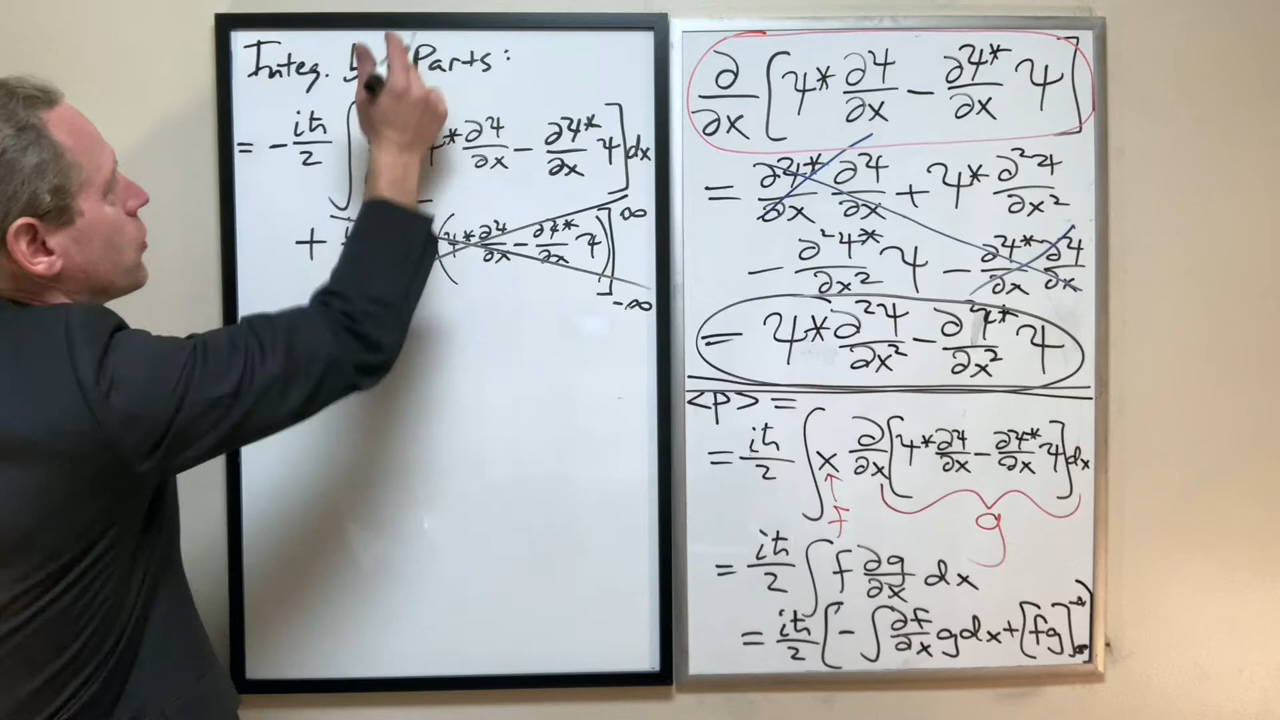 Integ. Parts:
= - iħ/2 ∫ * ∂Ψ/∂x - ∂Ψ*/∂x Ψ] dx
+ (Ψ* ∂Ψ/∂x - ∂Ψ*/∂x Ψ)]^∞_-∞
∂/∂x [Ψ* ∂Ψ/∂x - ∂Ψ*/∂x Ψ]
= ∂Ψ*/∂x ∂Ψ/∂x + Ψ* ∂²Ψ/∂x²
- ∂²Ψ*/∂x² Ψ - ∂Ψ*/∂x ∂Ψ/∂x
= Ψ* ∂²Ψ/∂x² - ∂²Ψ*/∂x² Ψ
<p> =
= iħ/2 ∫ x ∂/∂x [Ψ* ∂Ψ/∂x - ∂Ψ*/∂x Ψ] dx
f g
= iħ/2 ∫ f ∂g/∂x dx
= iħ/2 [- ∫ ∂f/∂x g dx + [fg]